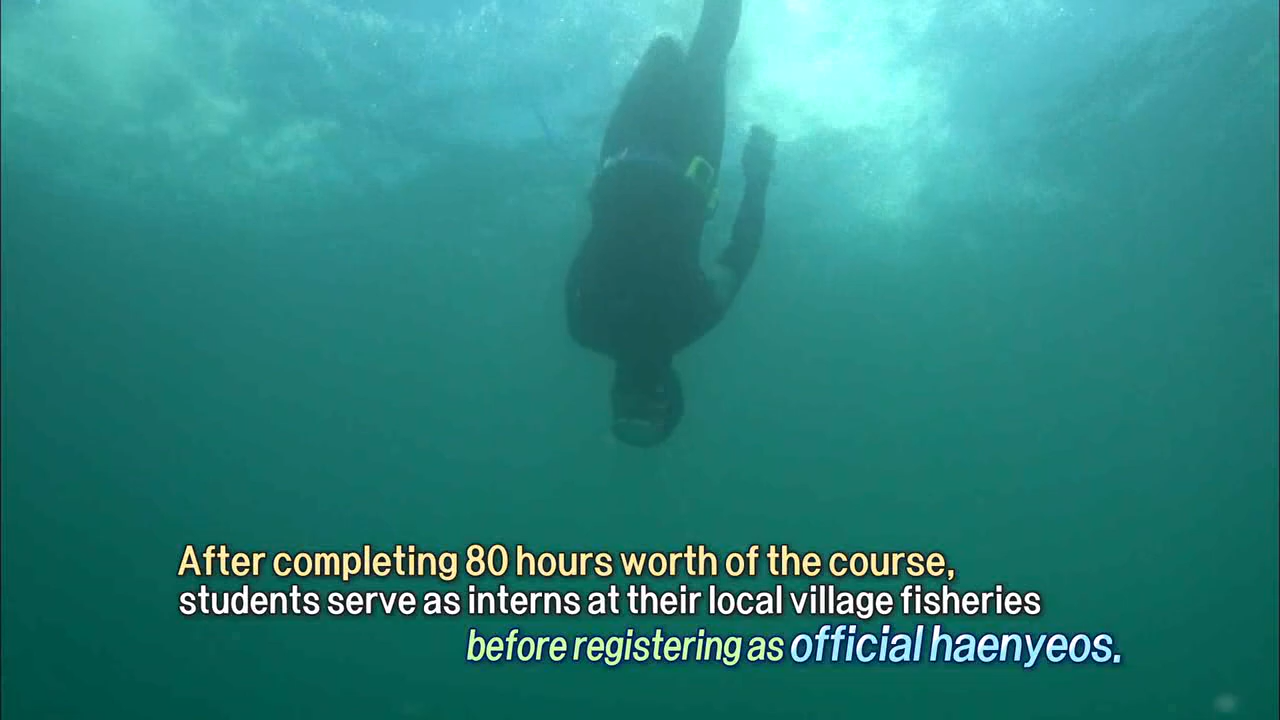 After completing 80 hours worth of the course,
students serve as interns at their local village fisheries
before registering as official haenyeos.